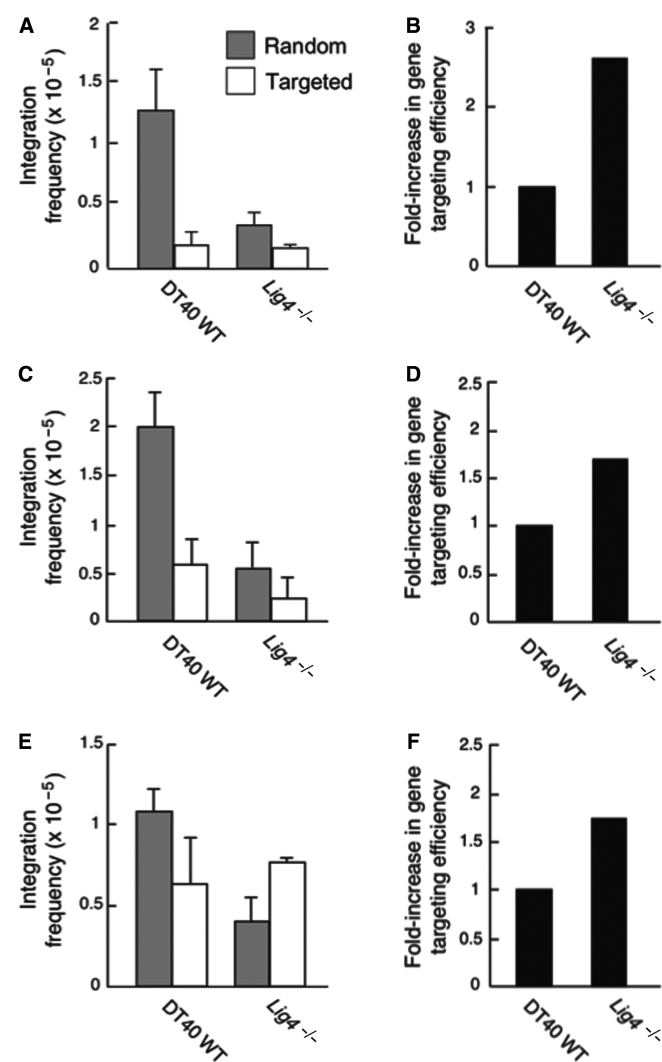 A
Integration
frequency (x 10⁻⁵)
2
1.5
1
0.5
0
Random
Targeted
DT40 WT
Lig4 -/-
B
Fold-increase in gene
targeting efficiency
3
2
1
0
DT40 WT
Lig4 -/-
C
Integration
frequency (x 10⁻⁵)
2.5
2
1.5
1
0.5
0
DT40 WT
Lig4 -/-
D
Fold-increase in gene
targeting efficiency
2.5
2
1.5
1
0.5
0
DT40 WT
Lig4 -/-
E
Integration
frequency (x 10⁻⁵)
1.5
1
0.5
0
DT40 WT
Lig4 -/-
F
Fold-increase in gene
targeting efficiency
2.5
2
1.5
1
0.5
0
DT40 WT
Lig4 -/-